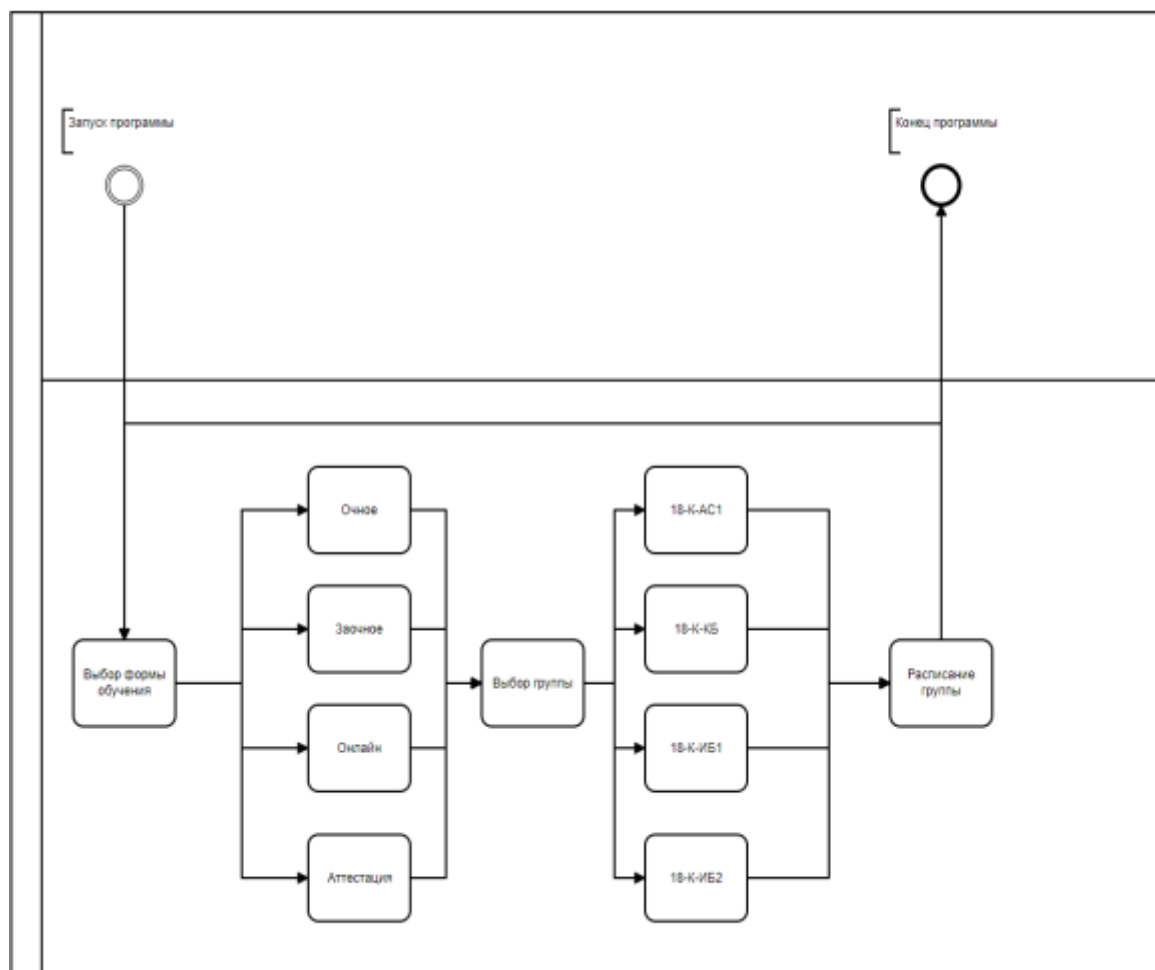 Запуск программы
Конец программы
Очное
18-К-АС1
Заочное
18-К-КБ
Выбор формы
обучения
Выбор группы
Расписание
группы
Онлайн
18-К-ИБ1
Аттестация
18-К-ИБ2